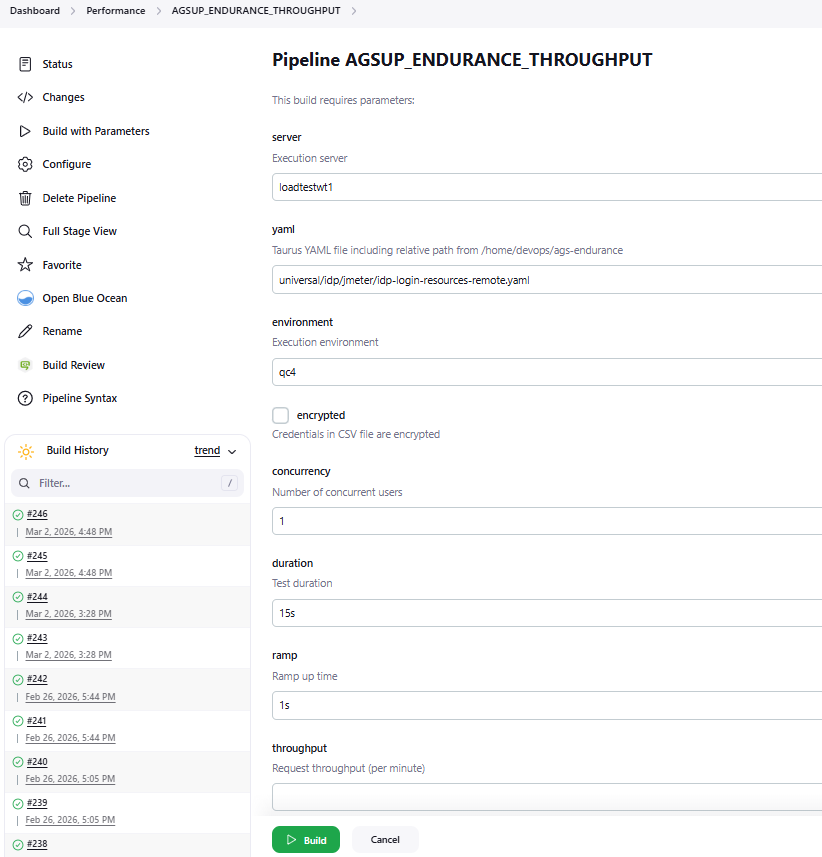 Dashboard > Performance > AGSUP_ENDURANCE_THROUGHPUT >
Status
Changes
Build with Parameters
Configure
Delete Pipeline
Full Stage View
Favorite
Open Blue Ocean
Rename
Build Review
Pipeline Syntax
Build History trend
Filter... /
#246
Mar 2, 2026, 4:48 PM
#245
Mar 2, 2026, 4:48 PM
#244
Mar 2, 2026, 3:28 PM
#243
Mar 2, 2026, 3:28 PM
#242
Feb 26, 2026, 5:44 PM
#241
Feb 26, 2026, 5:44 PM
#240
Feb 26, 2026, 5:05 PM
#239
Feb 26, 2026, 5:05 PM
#238
Pipeline AGSUP_ENDURANCE_THROUGHPUT
This build requires parameters:
server
Execution server
loadtestwt1
yaml
Taurus YAML file including relative path from /home/devops/ags-endurance
universal/idp/jmeter/idp-login-resources-remote.yaml
environment
Execution environment
qc4
encrypted
Credentials in CSV file are encrypted
concurrency
Number of concurrent users
1
duration
Test duration
15s
ramp
Ramp up time
1s
throughput
Request throughput (per minute)
Build Cancel